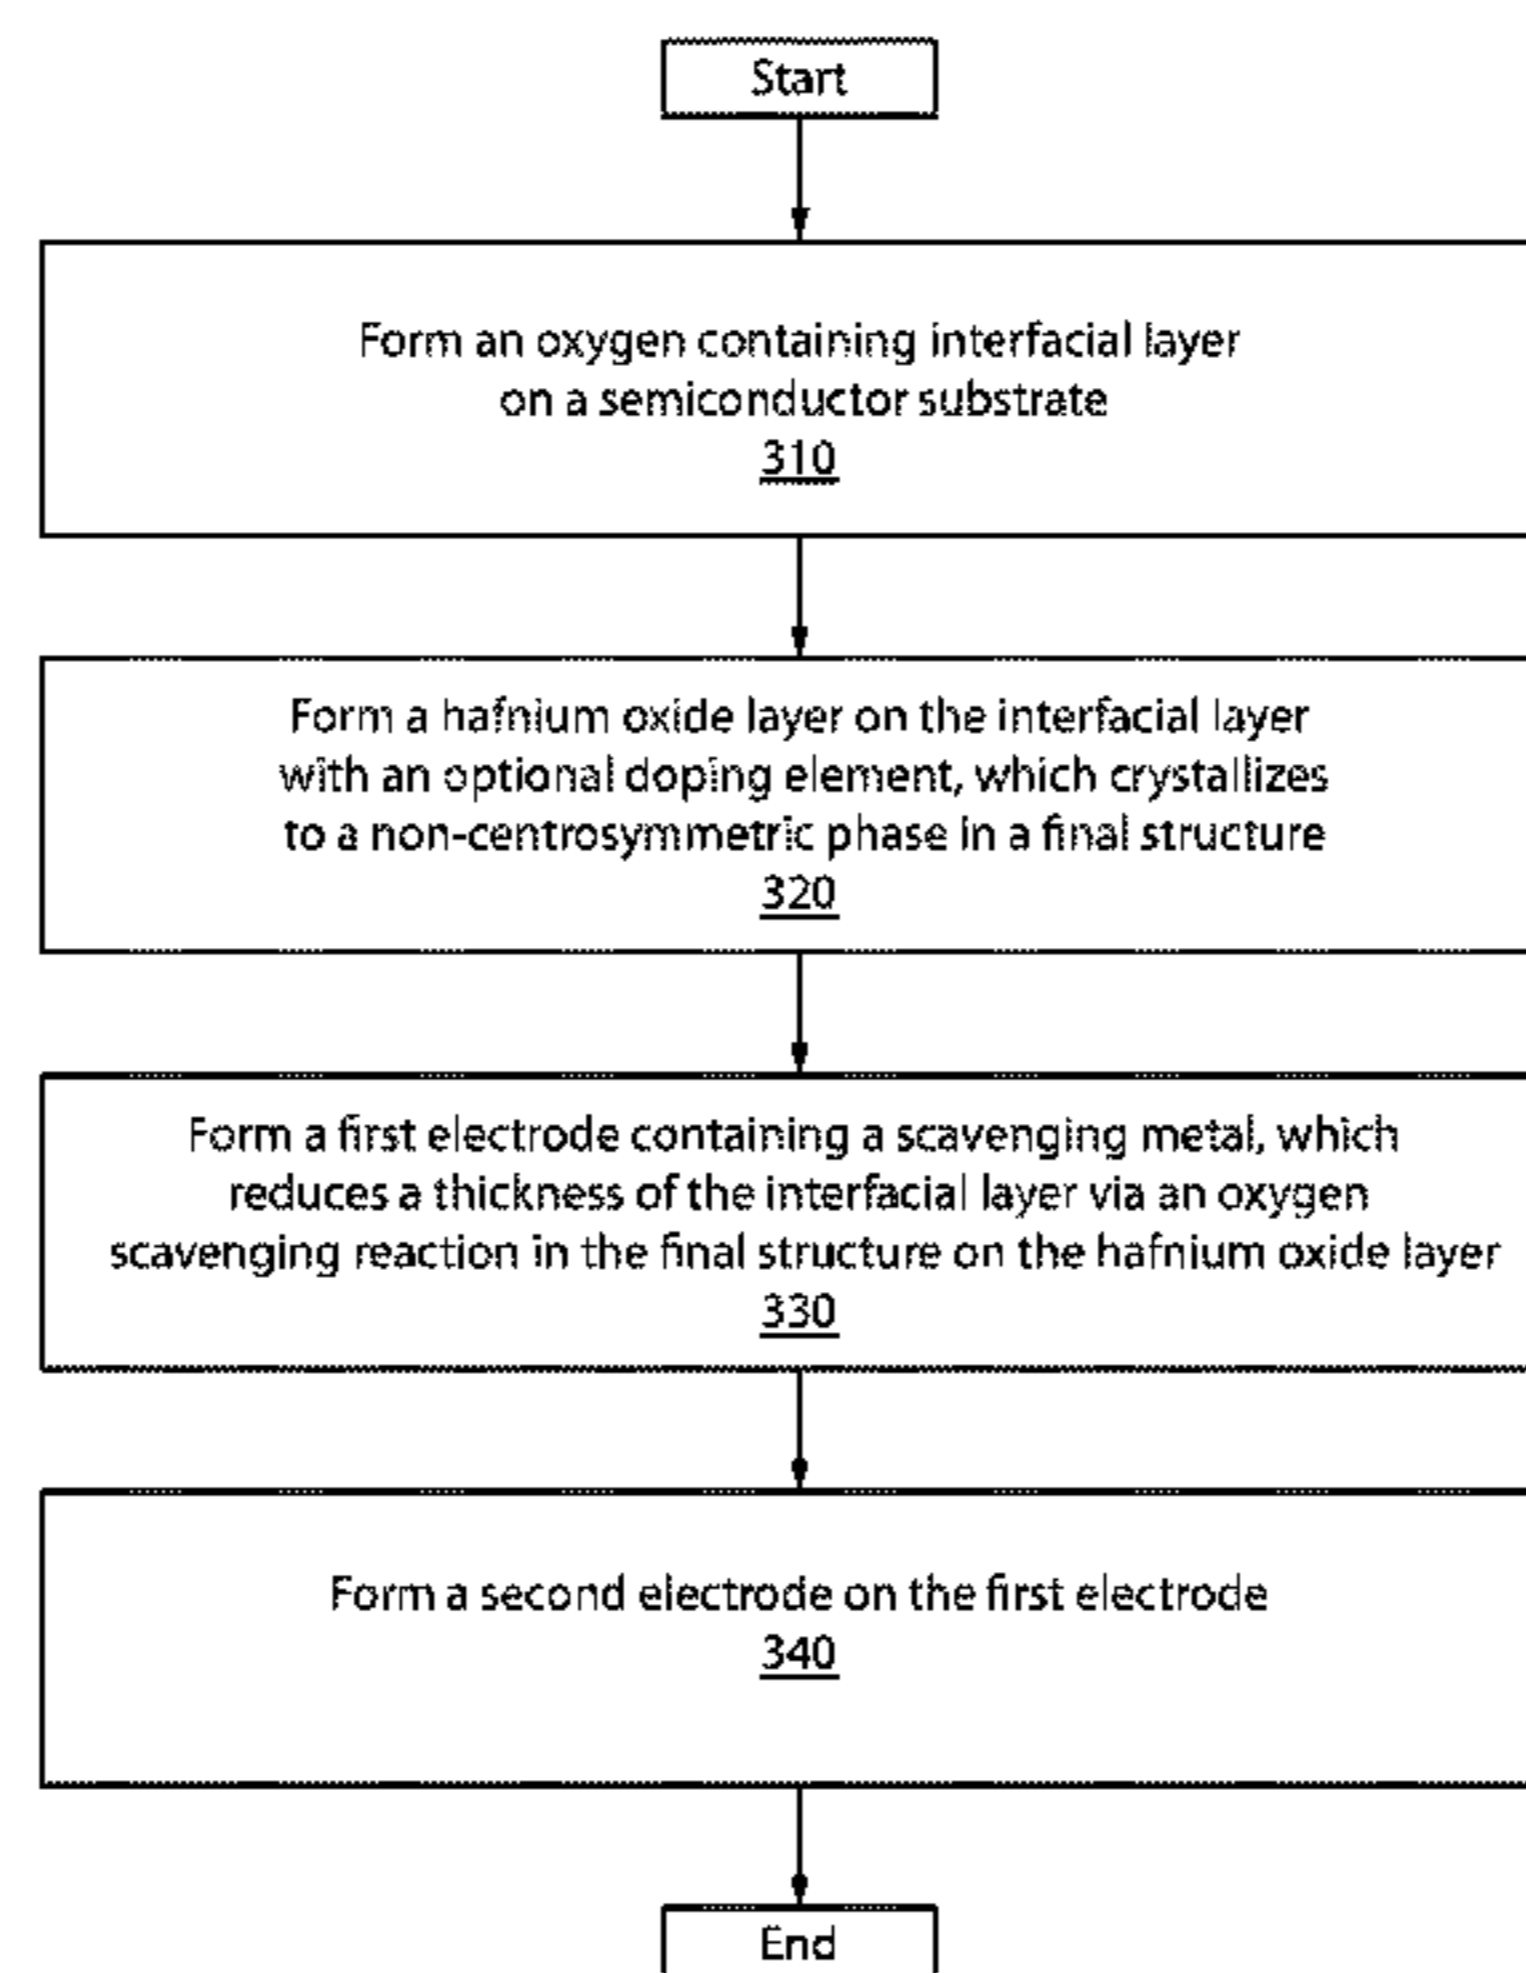 Start
Form an oxygen containing interfacial layer
on a semiconductor substrate
310
Form a hafnium oxide layer on the interfacial layer
with an optional doping element, which crystallizes
to a non-centrosymmetric phase in a final structure
320
Form a first electrode containing a scavenging metal, which
reduces a thickness of the interfacial layer via an oxygen
scavenging reaction in the final structure on the hafnium oxide layer
330
Form a second electrode on the first electrode
340
End